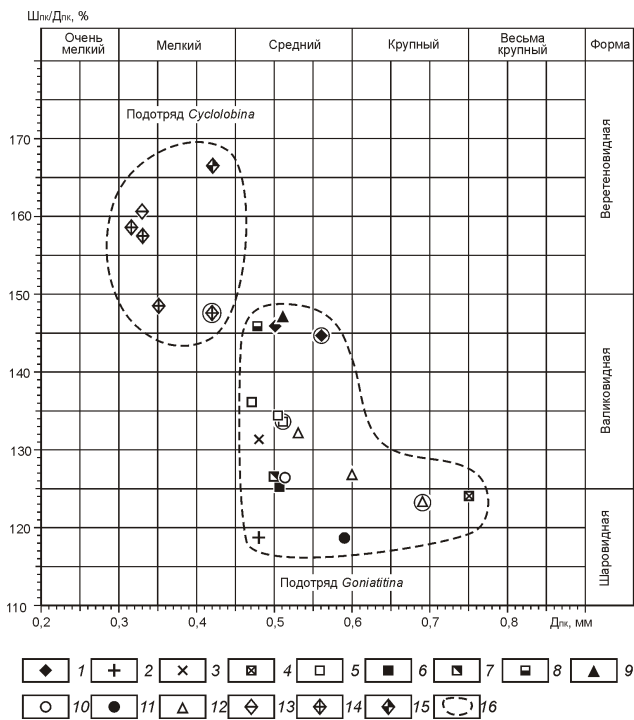 Шпк/Дпк, %
Очень мелкий
Мелкий
Средний
Крупный
Весьма крупный
Форма
Подотряд Cyclolobina
Веретеновидная
170
160
150
140
Валиковидная
130
120
Шаровидная
Подотряд Goniatitina
110
0,2 0,3 0,4 0,5 0,6 0,7 0,8 Дпк, мм
1 2 3 4 5 6 7 8 9
10 11 12 13 14 15 16